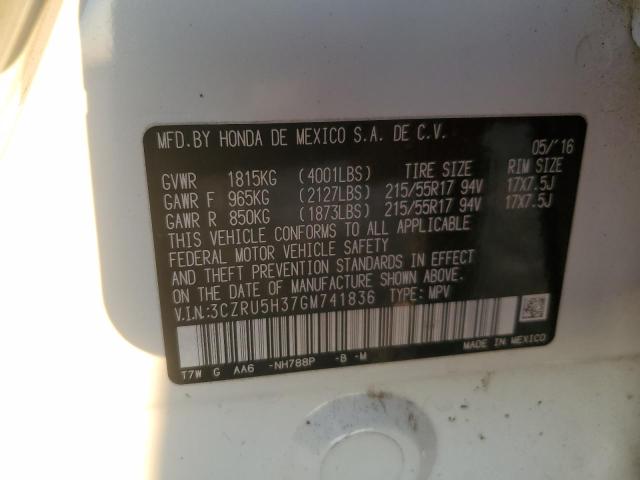 MFD.BY HONDA DE MEXICO S.A. DE C.V.
05/'16
GVWR 1815KG (4001LBS) TIRE SIZE RIM SIZE
GAWR F 965KG (2127LBS) 215/55R17 94V 17X7.5J
GAWR R 850KG (1873LBS) 215/55R17 94V 17X7.5J
THIS VEHICLE CONFORMS TO ALL APPLICABLE
FEDERAL MOTOR VEHICLE SAFETY
AND THEFT PREVENTION STANDARDS IN EFFECT
ON THE DATE OF MANUFACTURE SHOWN ABOVE.
V.I.N:3CZRU5H37GM741836 TYPE: MPV
T7W G AA6 -NH788P -B -M
MADE IN MEXICO